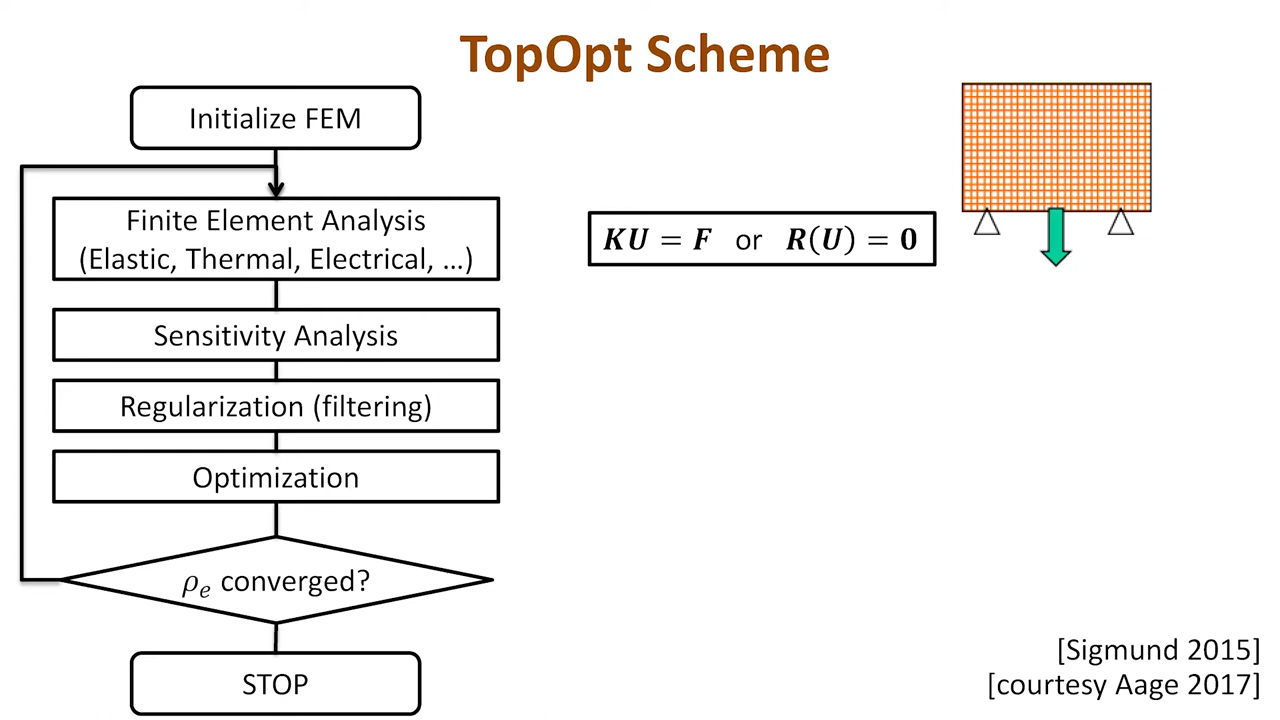 TopOpt Scheme
Initialize FEM
Finite Element Analysis
(Elastic, Thermal, Electrical, ...)
KU = F or R(U) = 0
Sensitivity Analysis
Regularization (filtering)
Optimization
ρₑ converged?
STOP
[Sigmund 2015]
[courtesy Aage 2017]